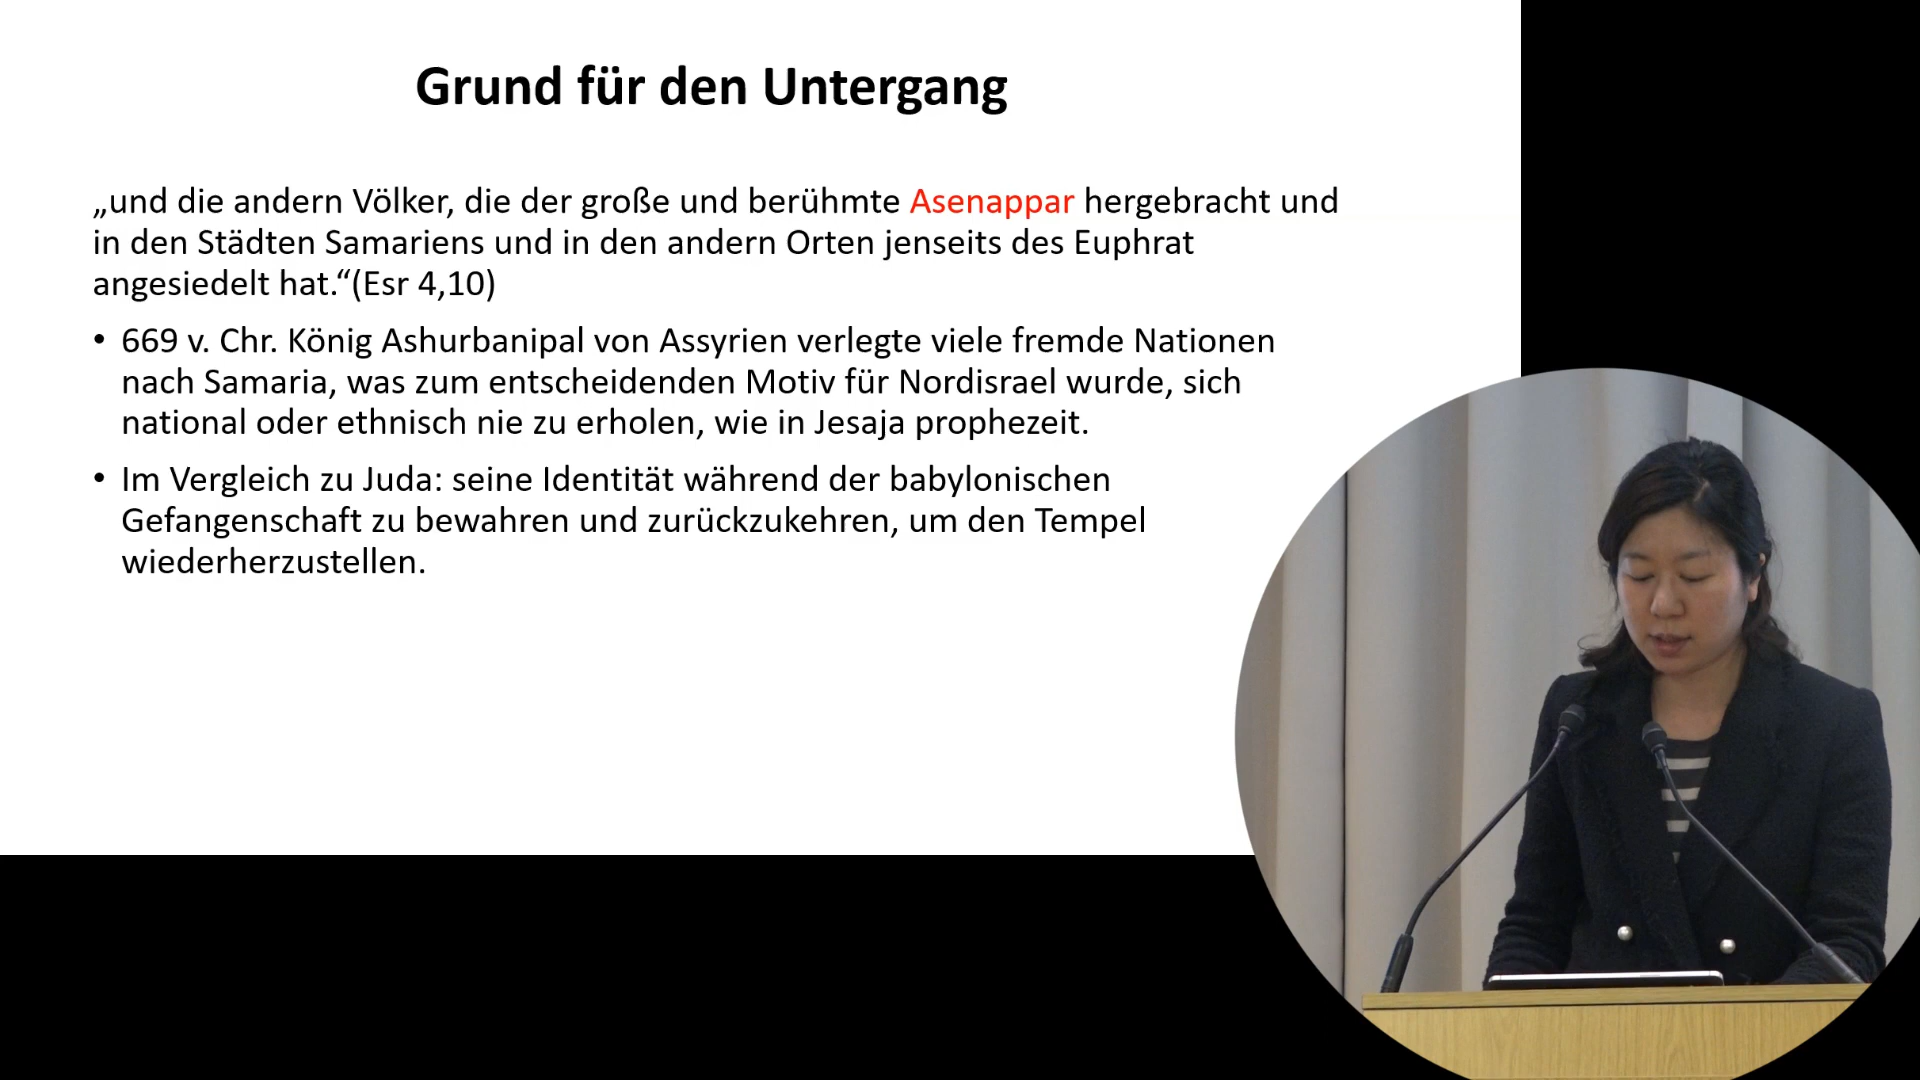 Grund für den Untergang
„und die andern Völker, die der große und berühmte Asenappar hergebracht und
in den Städten Samariens und in den andern Orten jenseits des Euphrat
angesiedelt hat.“(Esr 4,10)
• 669 v. Chr. König Ashurbanipal von Assyrien verlegte viele fremde Nationen
nach Samaria, was zum entscheidenden Motiv für Nordisrael wurde, sich
national oder ethnisch nie zu erholen, wie in Jesaja prophezeit.
• Im Vergleich zu Juda: seine Identität während der babylonischen
Gefangenschaft zu bewahren und zurückzukehren, um den Tempel
wiederherzustellen.